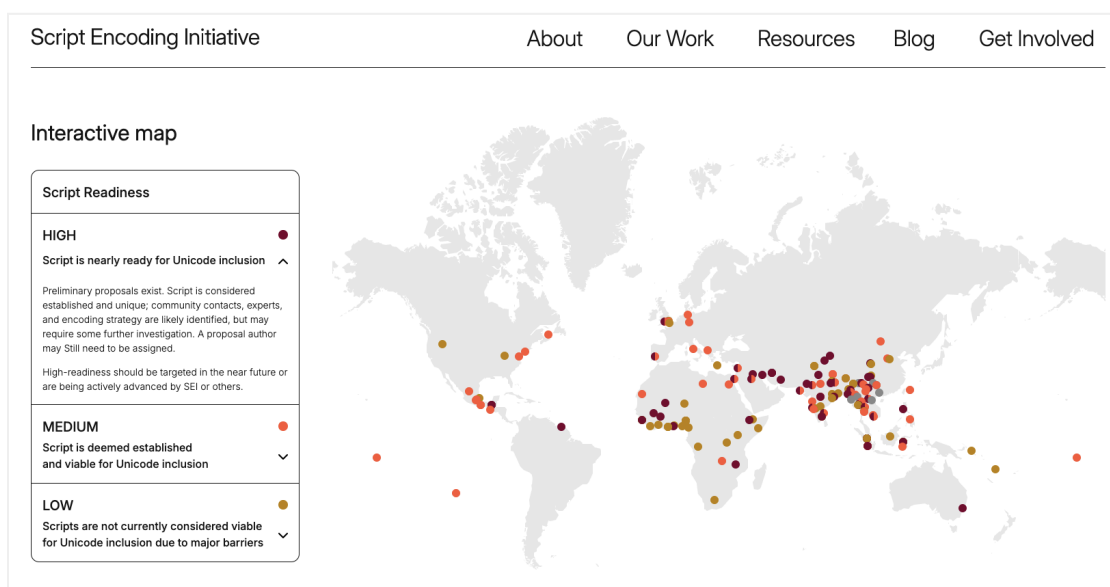 Script Encoding Initiative
About
Our Work
Resources
Blog
Get Involved
Interactive map
Script Readiness
HIGH
Script is nearly ready for Unicode inclusion
Preliminary proposals exist. Script is considered
established and unique; community contacts, experts,
and encoding strategy are likely identified, but may
require some further investigation. A proposal author
may Still need to be assigned.
High-readiness should be targeted in the near future or
are being actively advanced by SEI or others.
MEDIUM
Script is deemed established
and viable for Unicode inclusion
LOW
Scripts are not currently considered viable
for Unicode inclusion due to major barriers